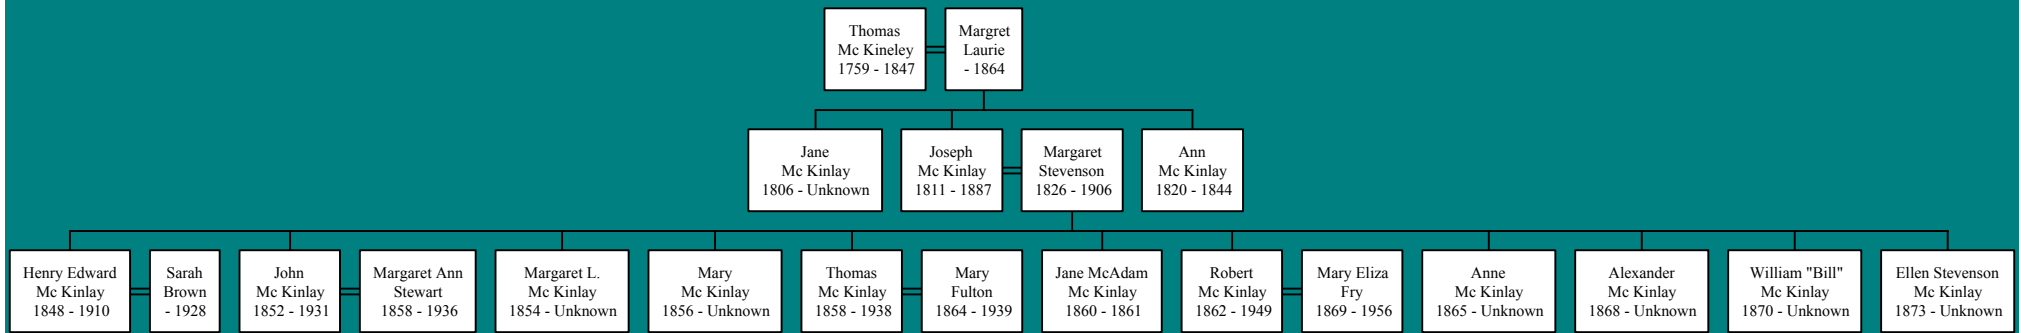 Thomas
Mc Kineley
1759 - 1847
Margret
Laurie
- 1864
Jane
Mc Kinlay
1806 - Unknown
Joseph
Mc Kinlay
1811 - 1887
Margaret
Stevenson
1826 - 1906
Ann
Mc Kinlay
1820 - 1844
Henry Edward
Mc Kinlay
1848 - 1910
Sarah
Brown
- 1928
John
Mc Kinlay
1852 - 1931
Margaret Ann
Stewart
1858 - 1936
Margaret L.
Mc Kinlay
1854 - Unknown
Mary
Mc Kinlay
1856 - Unknown
Thomas
Mc Kinlay
1858 - 1938
Mary
Fulton
1864 - 1939
Jane McAdam
Mc Kinlay
1860 - 1861
Robert
Mc Kinlay
1862 - 1949
Mary Eliza
Fry
1869 - 1956
Anne
Mc Kinlay
1865 - Unknown
Alexander
Mc Kinlay
1868 - Unknown
William "Bill"
Mc Kinlay
1870 - Unknown
Ellen Stevenson
Mc Kinlay
1873 - Unknown